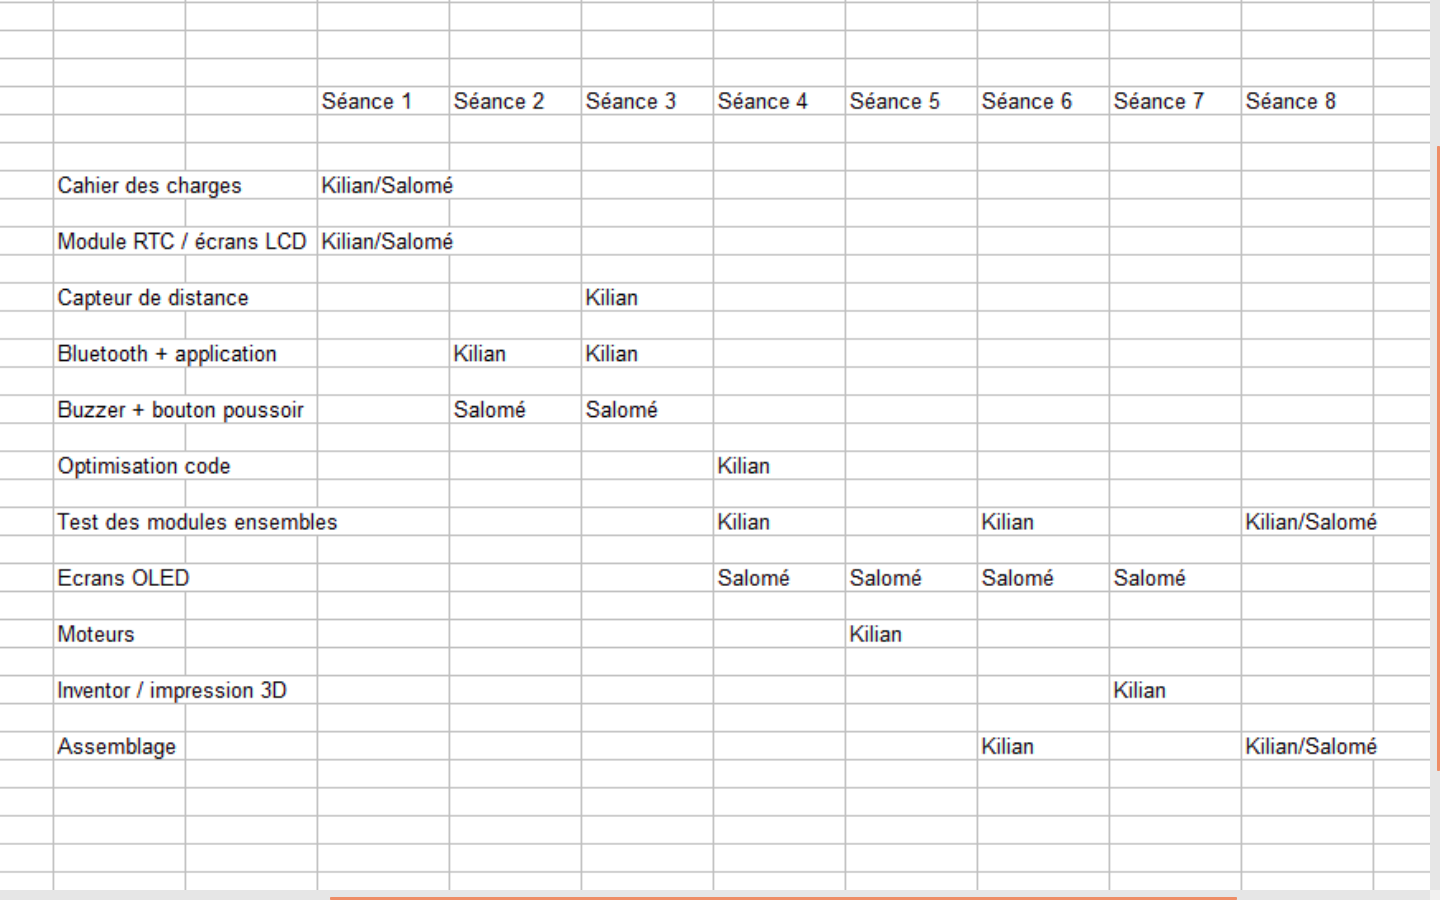 Séance 1 Séance 2 Séance 3 Séance 4 Séance 5 Séance 6 Séance 7 Séance 8
Cahier des charges Kilian/Salomé
Module RTC / écrans LCD Kilian/Salomé
Capteur de distance Kilian
Bluetooth + application Kilian Kilian
Buzzer + bouton poussoir Salomé Salomé
Optimisation code Kilian
Test des modules ensembles Kilian Kilian Kilian/Salomé
Ecrans OLED Salomé Salomé Salomé Salomé
Moteurs Kilian
Inventor / impression 3D Kilian
Assemblage Kilian Kilian/Salomé